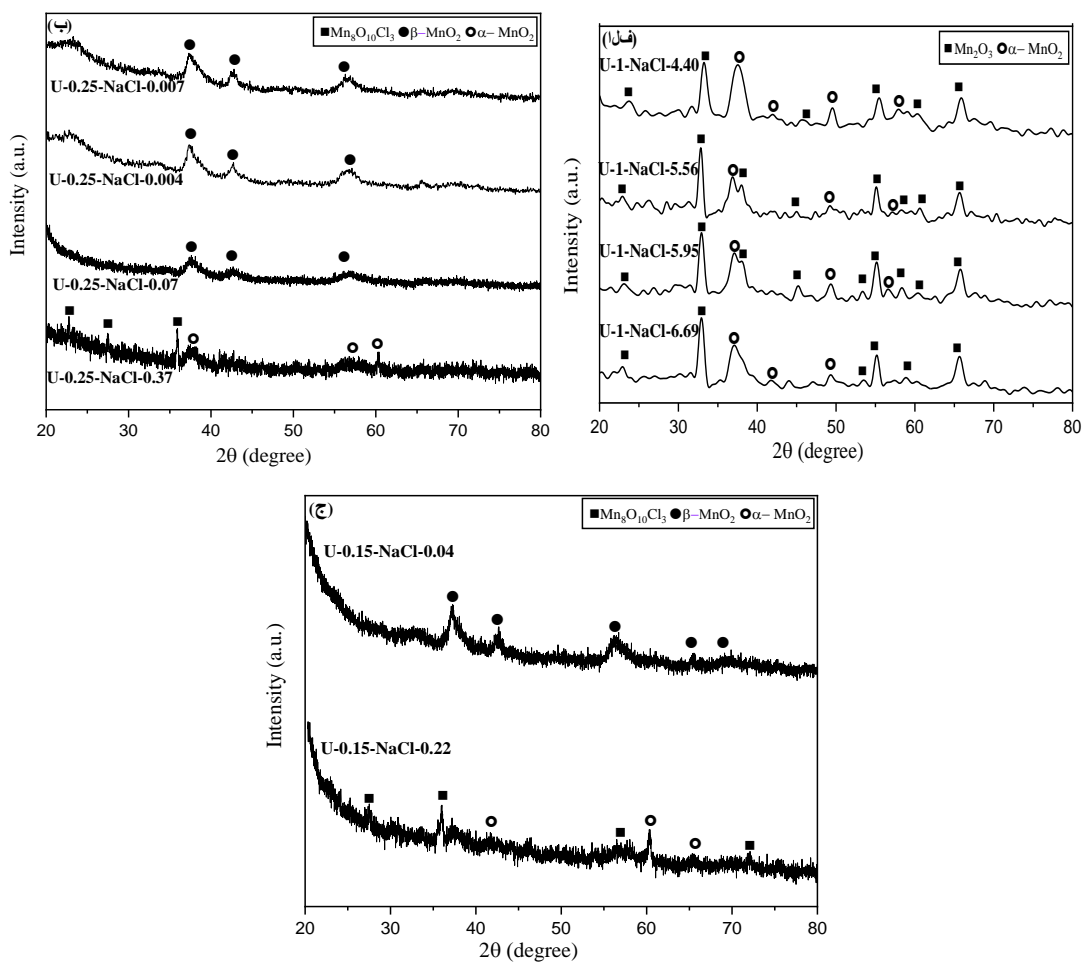 (ب)
■Mn₈O₁₀Cl₃ ●β–MnO₂ ○α– MnO₂
U-0.25-NaCl-0.007
U-0.25-NaCl-0.004
U-0.25-NaCl-0.07
U-0.25-NaCl-0.37
Intensity (a.u.)
20 30 40 50 60 70 80
2θ (degree)
(فلا)
■ Mn₂O₃ ○ α– MnO₂
U-1-NaCl-4.40
U-1-NaCl-5.56
U-1-NaCl-5.95
U-1-NaCl-6.69
Intensity (a.u.)
20 30 40 50 60 70 80
2θ (degree)
(ج)
■Mn₈O₁₀Cl₃ ●β–MnO₂ ○α– MnO₂
U-0.15-NaCl-0.04
U-0.15-NaCl-0.22
Intensity (a.u.)
20 30 40 50 60 70 80
2θ (degree)